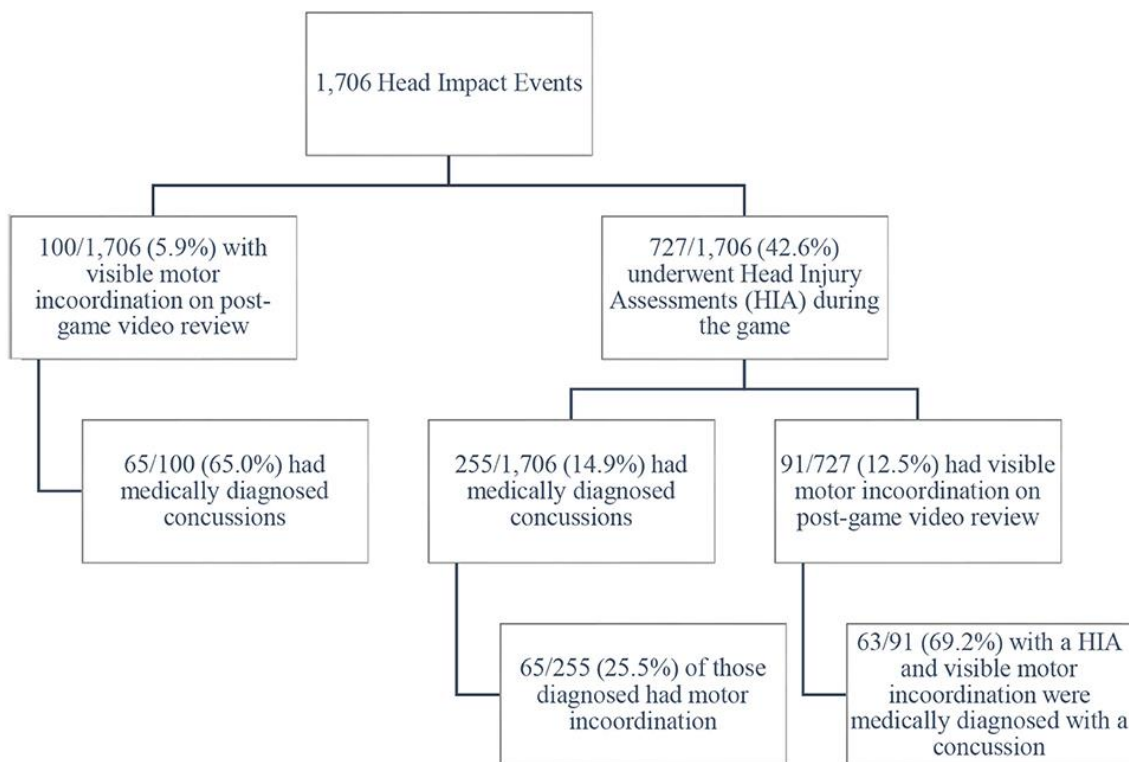 1,706 Head Impact Events
100/1,706 (5.9%) with
visible motor
incoordination on post-
game video review
727/1,706 (42.6%)
underwent Head Injury
Assessments (HIA) during
the game
65/100 (65.0%) had
medically diagnosed
concussions
255/1,706 (14.9%) had
medically diagnosed
concussions
91/727 (12.5%) had visible
motor incoordination on
post-game video review
65/255 (25.5%) of those
diagnosed had motor
incoordination
63/91 (69.2%) with a HIA
and visible motor
incoordination were
medically diagnosed with a
concussion